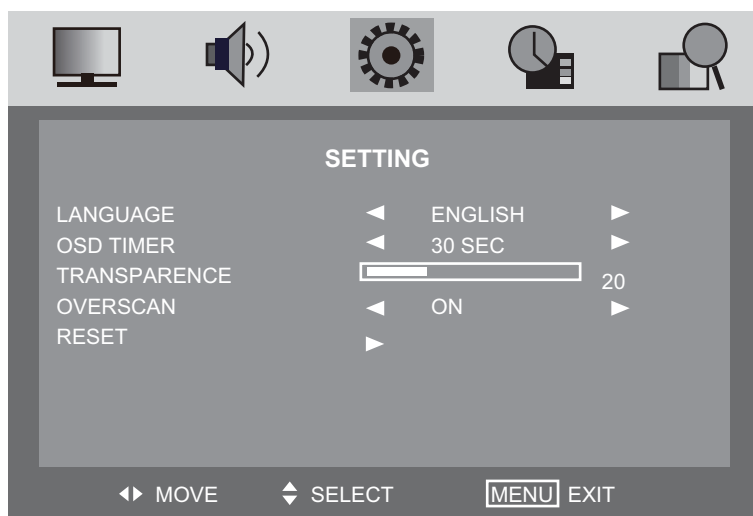 SETTING
LANGUAGE ENGLISH
OSD TIMER 30 SEC
TRANSPARENCE 20
OVERSCAN ON
RESET
MOVE SELECT MENU EXIT